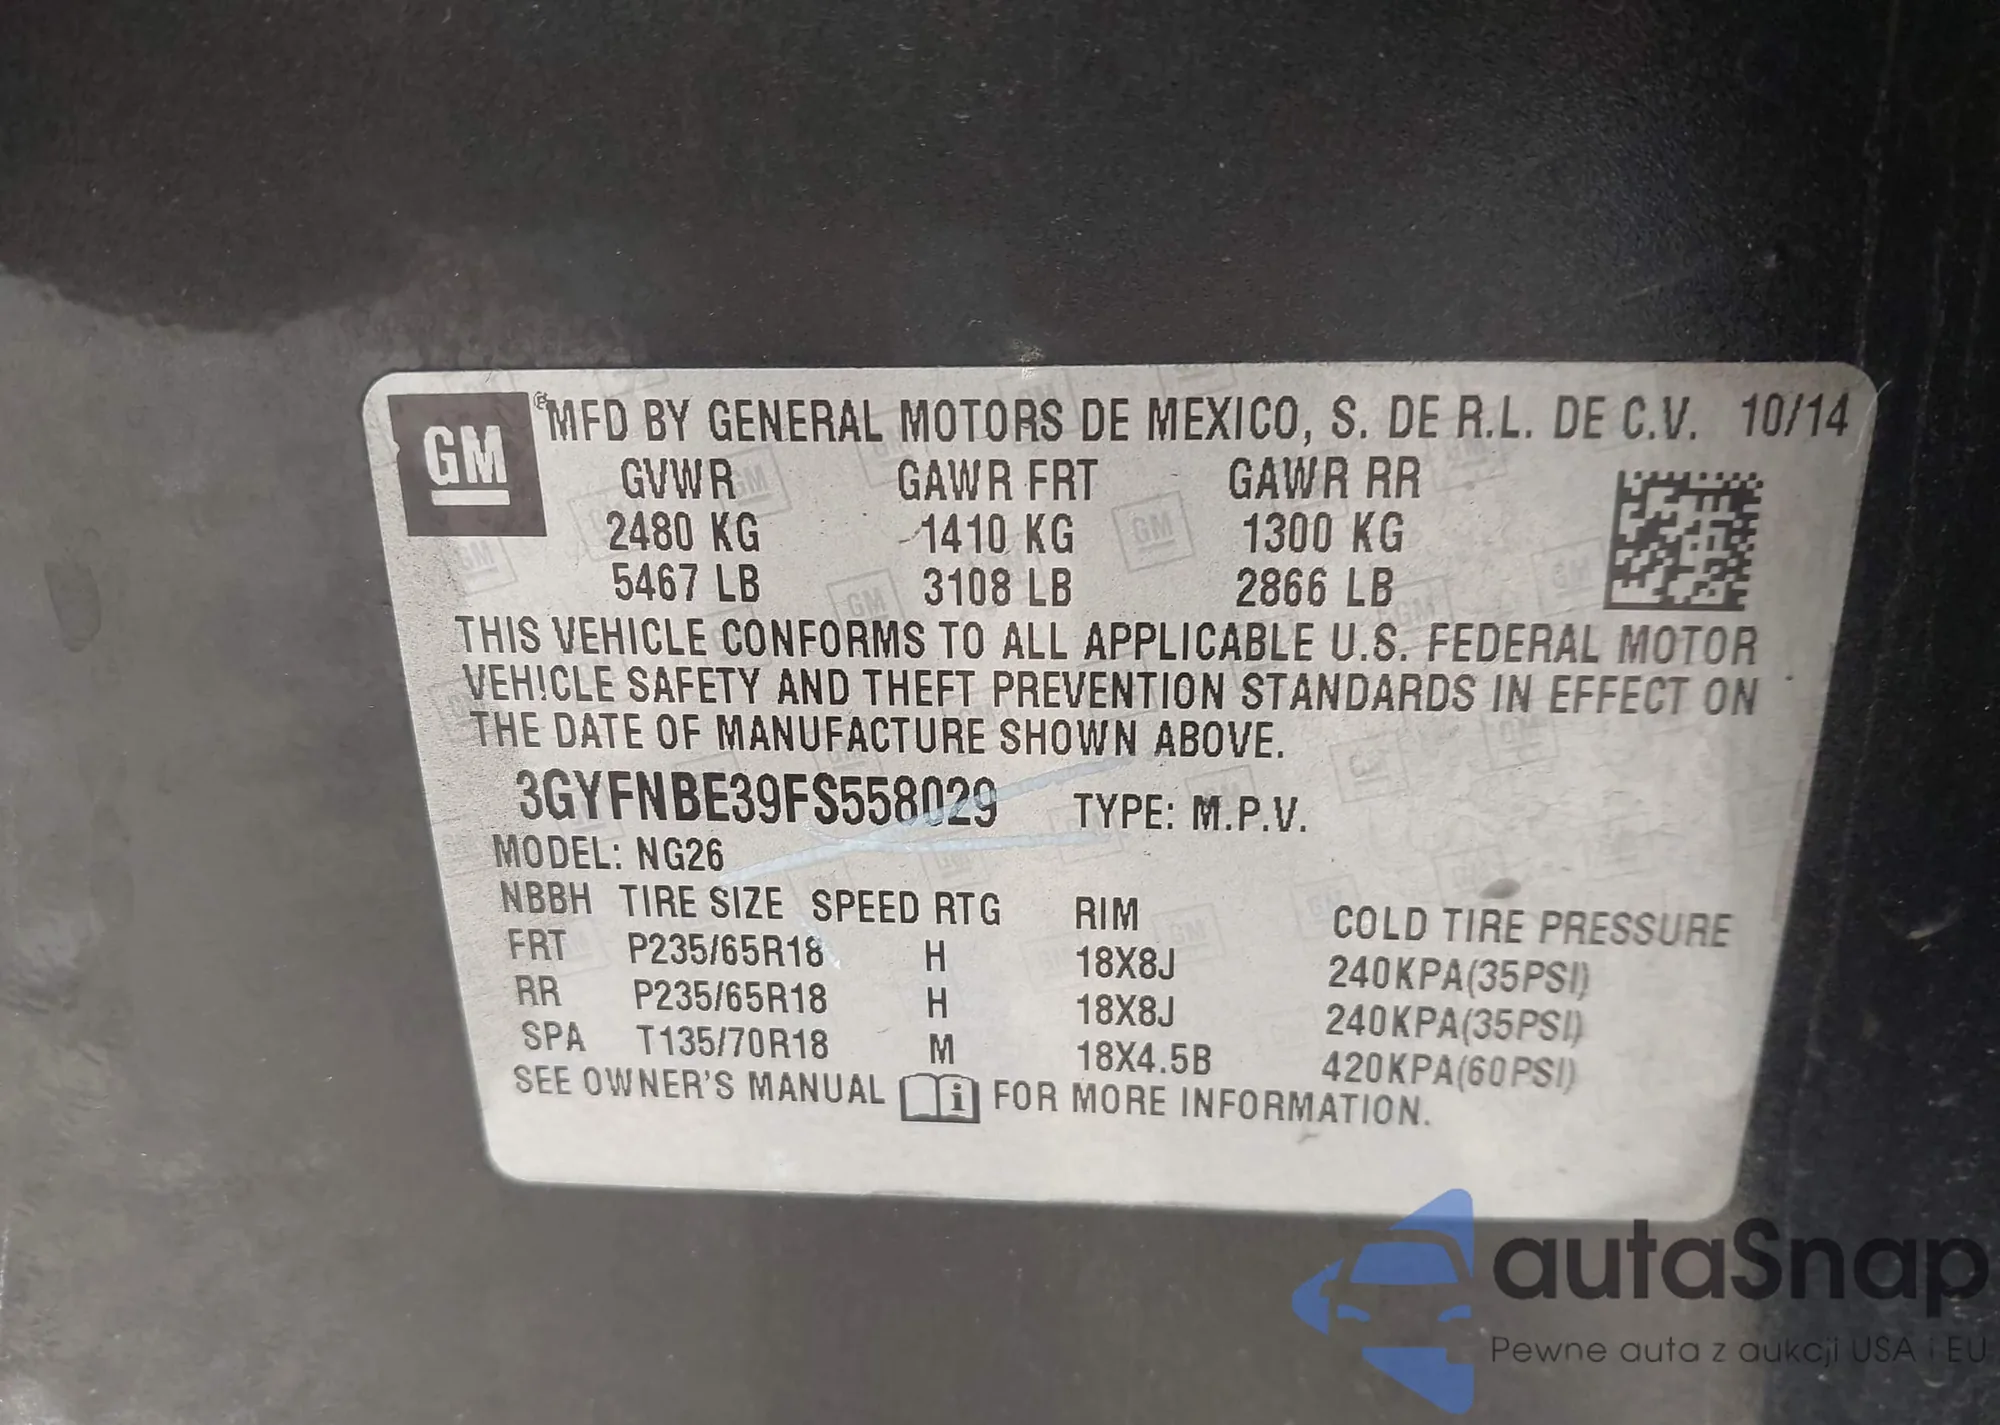 GM
MFD BY GENERAL MOTORS DE MEXICO, S. DE R.L. DE C.V. 10/14
GVWR GAWR FRT GAWR RR
2480 KG 1410 KG 1300 KG
5467 LB 3108 LB 2866 LB
THIS VEHICLE CONFORMS TO ALL APPLICABLE U.S. FEDERAL MOTOR
VEHICLE SAFETY AND THEFT PREVENTION STANDARDS IN EFFECT ON
THE DATE OF MANUFACTURE SHOWN ABOVE.
3GYFNBE39FS558029 TYPE: M.P.V.
MODEL: NG26
NBBH TIRE SIZE SPEED RTG RIM COLD TIRE PRESSURE
FRT P235/65R18 H 18X8J 240KPA(35PSI)
RR P235/65R18 H 18X8J 240KPA(35PSI)
SPA T135/70R18 M 18X4.5B 420KPA(60PSI)
SEE OWNER'S MANUAL i FOR MORE INFORMATION.
autaSnap
Pewne auta z aukcji USA i EU